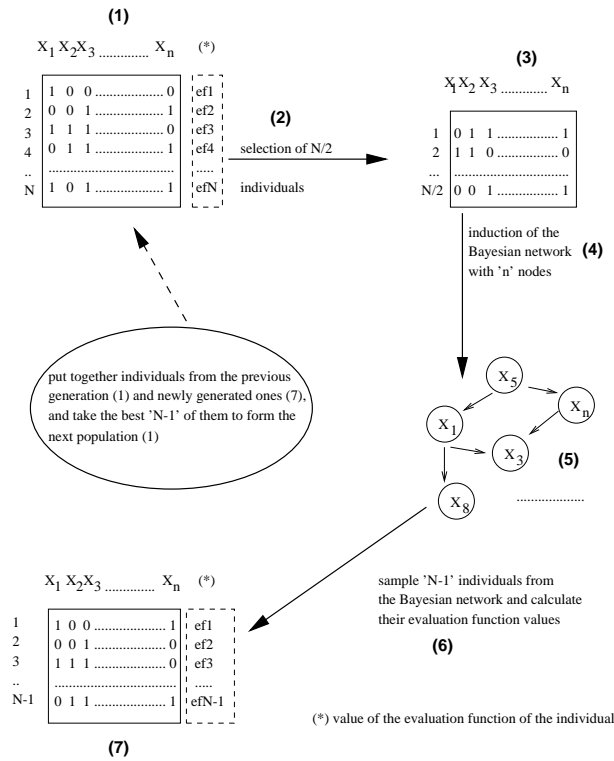 (1)
X1 X2 X3 .............. Xn (*)
1 1 0 0 ..................... 0 ef1
2 0 0 1 ..................... 1 ef2
3 1 1 1 ..................... 0 ef3
4 0 1 1 ..................... 1 ef4
.. ................................... .....
N 1 0 1 ..................... 1 efN
(2)
selection of N/2
individuals
(3)
X1 X2 X3 ............. Xn
1 0 1 1 ................. 1
2 1 1 0 ................. 0
... ...............................
N/2 0 0 1 ................. 1
induction of the
Bayesian network
with 'n' nodes
(4)
put together individuals from the previous
generation (1) and newly generated ones (7),
and take the best 'N-1' of them to form the
next population (1)
X5
Xn
X1
X3
X8
(5)
...................
sample 'N-1' individuals from
the Bayesian network and calculate
their evaluation function values
(6)
X1 X2 X3 .............. Xn (*)
1 1 0 0 ..................... 1 ef1
2 0 0 1 ..................... 0 ef2
3 1 1 1 ..................... 0 ef3
.. ................................... .....
N-1 0 1 1 ..................... 1 efN-1
(7)
(*) value of the evaluation function of the individual